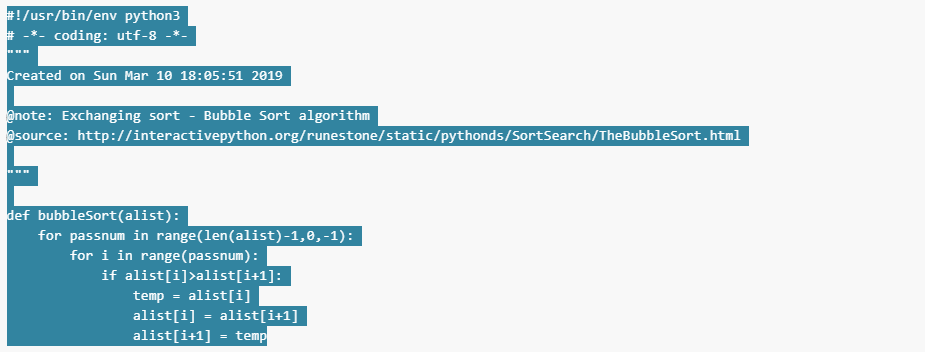 #!/usr/bin/env python3
# -*- coding: utf-8 -*-
"""
Created on Sun Mar 10 18:05:51 2019

@note: Exchanging sort - Bubble Sort algorithm
@source: http://interactivepython.org/runestone/static/pythonds/SortSearch/TheBubbleSort.html

"""

def bubbleSort(alist):
    for passnum in range(len(alist)-1,0,-1):
        for i in range(passnum):
            if alist[i]>alist[i+1]:
                temp = alist[i]
                alist[i] = alist[i+1]
                alist[i+1] = temp